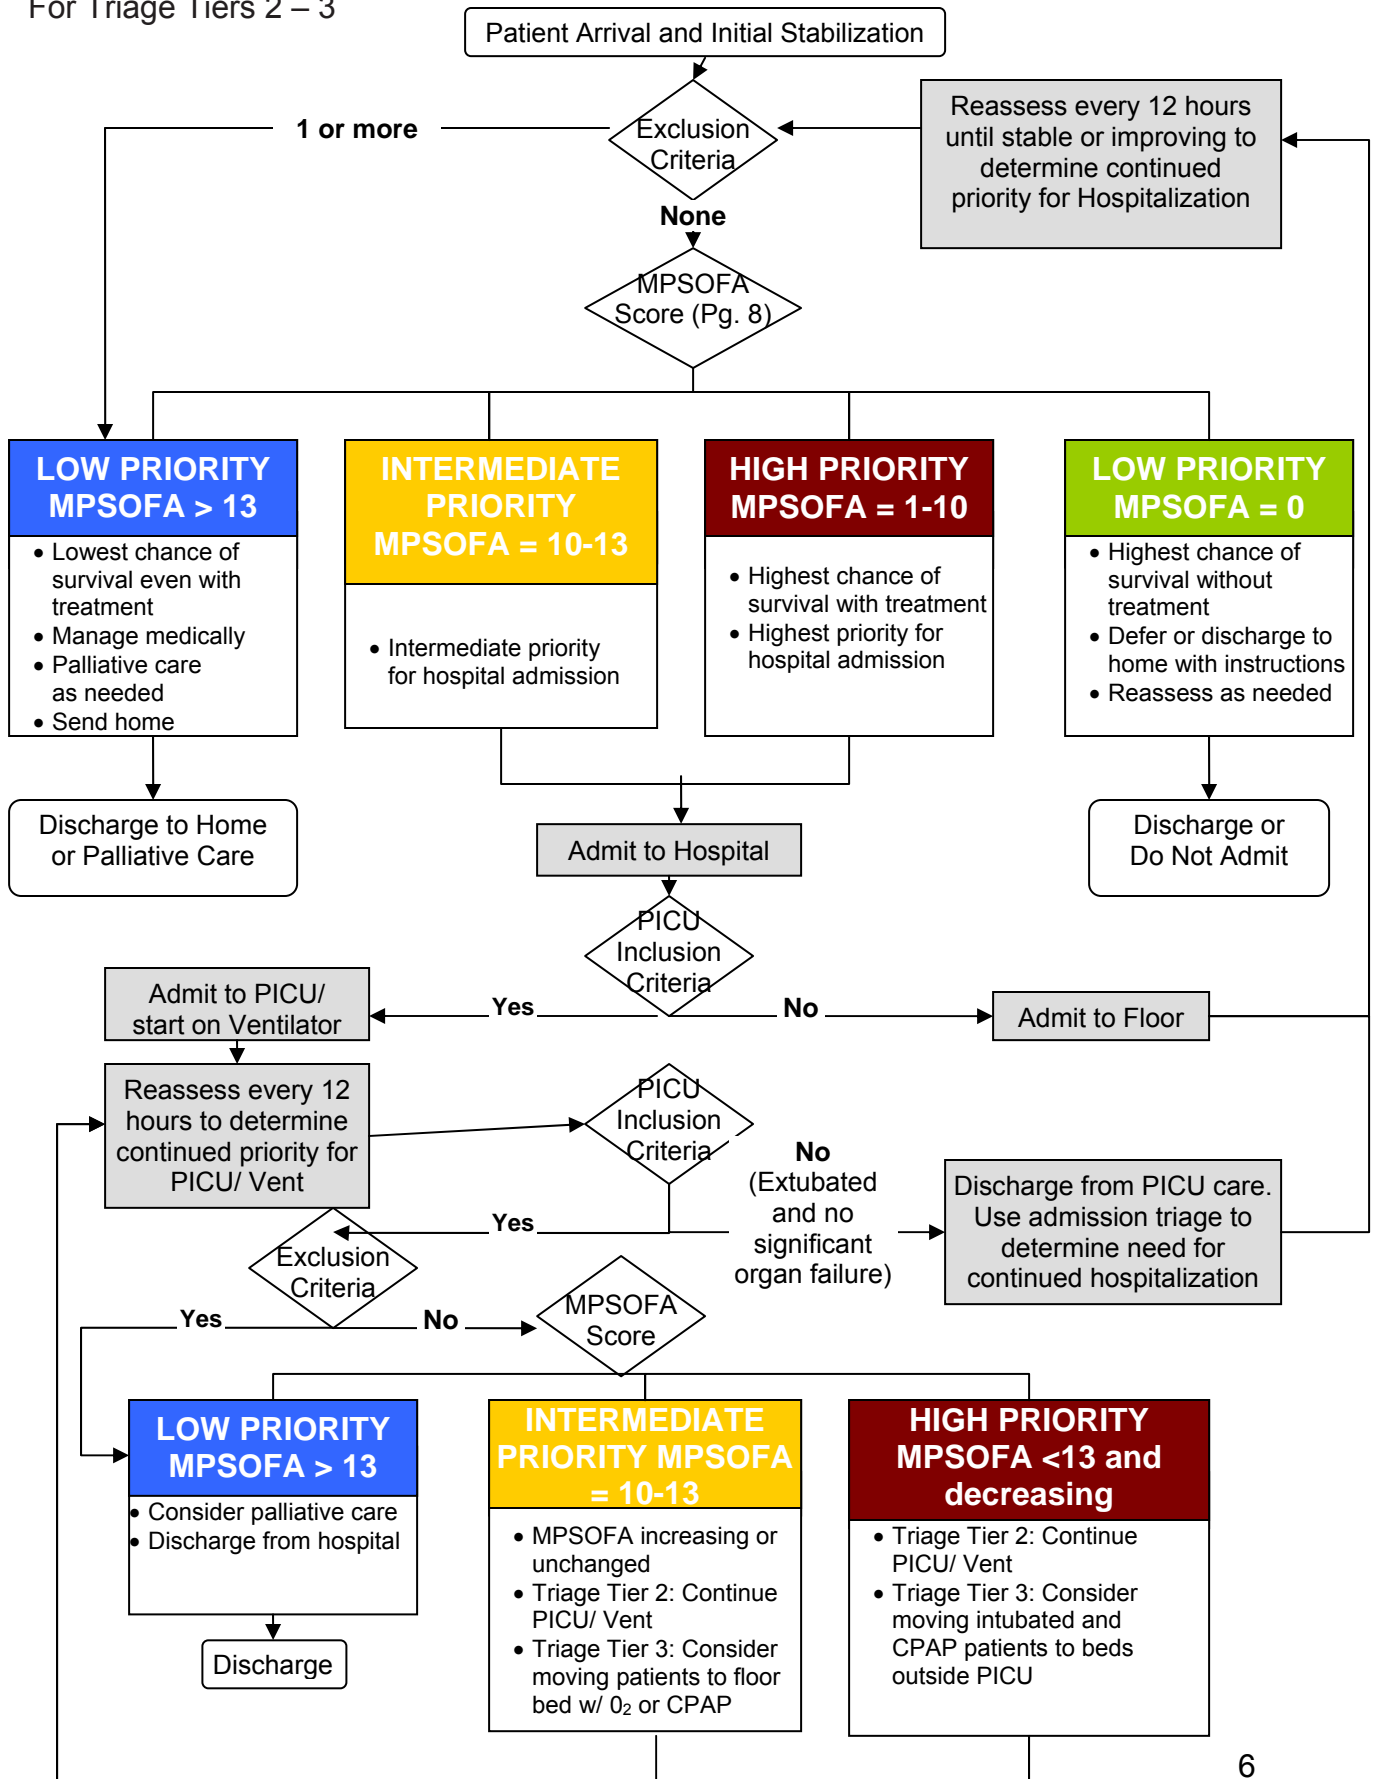 For Triage Tiers 2 – 3
Patient Arrival and Initial Stabilization
Reassess every 12 hours
until stable or improving to
determine continued
priority for Hospitalization
1 or more
Exclusion
Criteria
None
MPSOFA
Score (Pg. 8)
LOW PRIORITY
MPSOFA > 13
• Lowest chance of
survival even with
treatment
• Manage medically
• Palliative care
as needed
• Send home
INTERMEDIATE
PRIORITY
MPSOFA = 10-13
• Intermediate priority
for hospital admission
HIGH PRIORITY
MPSOFA = 1-10
• Highest chance of
survival with treatment
• Highest priority for
hospital admission
LOW PRIORITY
MPSOFA = 0
• Highest chance of
survival without
treatment
• Defer or discharge to
home with instructions
• Reassess as needed
Discharge to Home
or Palliative Care
Admit to Hospital
Discharge or
Do Not Admit
PICU
Inclusion
Criteria
Yes
No
Admit to PICU/
start on Ventilator
Admit to Floor
Reassess every 12
hours to determine
continued priority for
PICU/ Vent
PICU
Inclusion
Criteria
Yes
No
(Extubated
and no
significant
organ failure)
Discharge from PICU care.
Use admission triage to
determine need for
continued hospitalization
Exclusion
Criteria
Yes
No
MPSOFA
Score
LOW PRIORITY
MPSOFA > 13
• Consider palliative care
• Discharge from hospital
Discharge
INTERMEDIATE
PRIORITY MPSOFA
= 10-13
• MPSOFA increasing or
unchanged
• Triage Tier 2: Continue
PICU/ Vent
• Triage Tier 3: Consider
moving patients to floor
bed w/ 0₂ or CPAP
HIGH PRIORITY
MPSOFA <13 and
decreasing
• Triage Tier 2: Continue
PICU/ Vent
• Triage Tier 3: Consider
moving intubated and
CPAP patients to beds
outside PICU
6